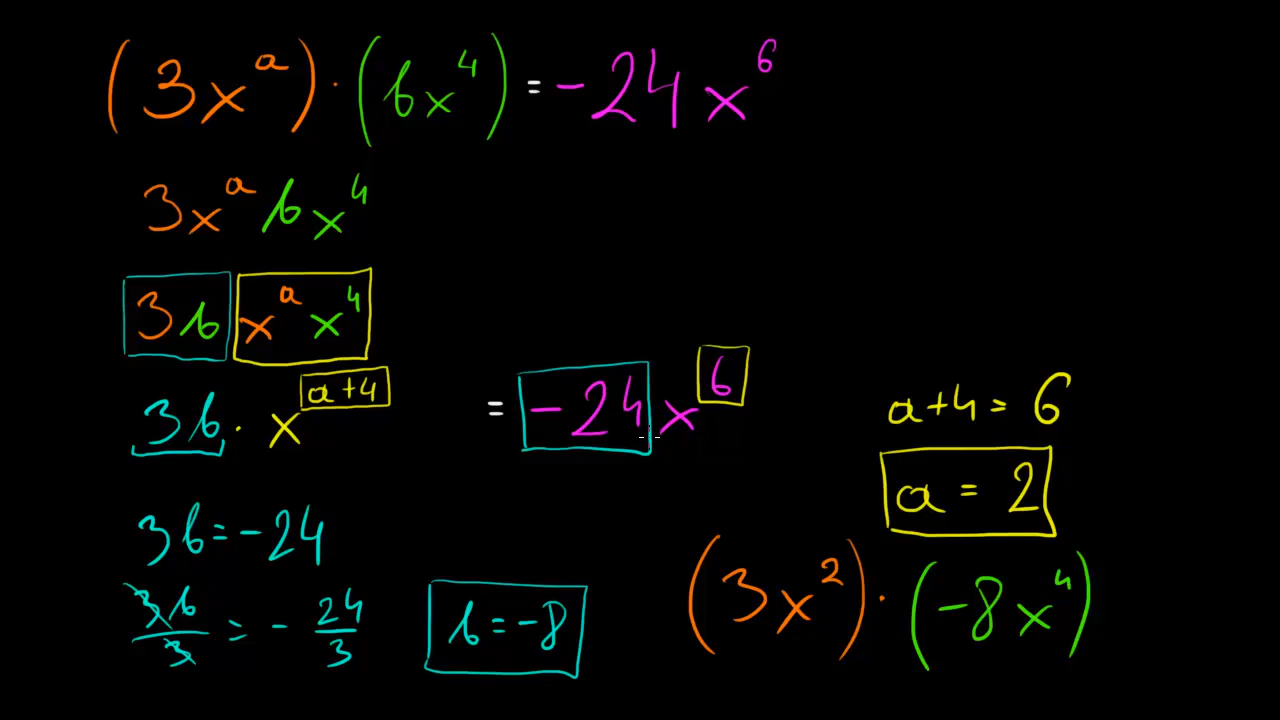 (3x^a) · (bx^4) = -24x^6
3x^a bx^4
3b x^a x^4
3b · x^(a+4) = -24x^6
a+4 = 6
a = 2
3b = -24
3b/3 = - 24/3
b = -8
(3x^2) · (-8x^4)